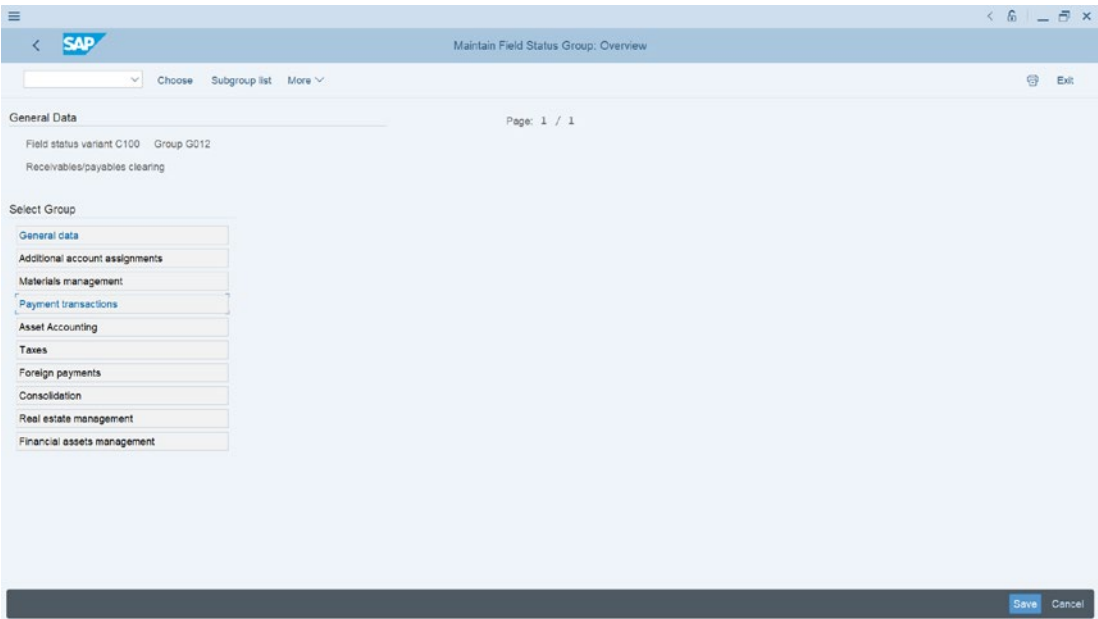 SAP
Maintain Field Status Group: Overview
Choose Subgroup list More Exit
General Data
Page: 1 / 1
Field status variant C100 Group G012
Receivables/payables clearing
Select Group
General data
Additional account assignments
Materials management
Payment transactions
Asset Accounting
Taxes
Foreign payments
Consolidation
Real estate management
Financial assets management
Save Cancel